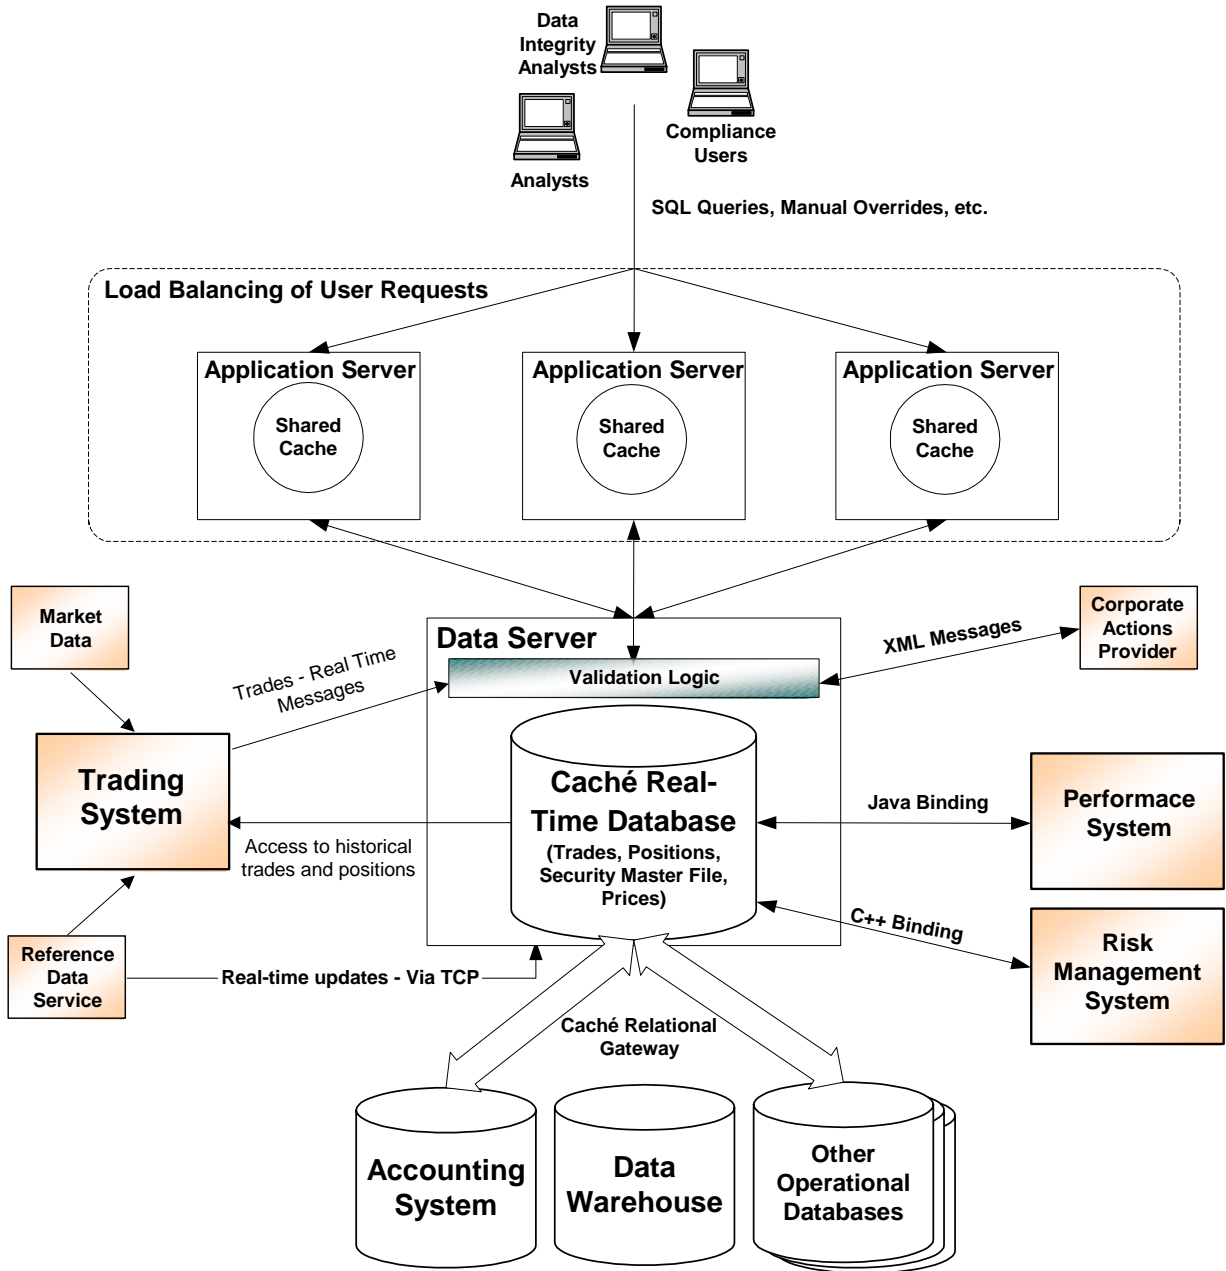 Data
Integrity
Analysts
Compliance
Users
Analysts
SQL Queries, Manual Overrides, etc.
Load Balancing of User Requests
Application Server
Shared
Cache
Application Server
Shared
Cache
Application Server
Shared
Cache
Market
Data
Trades - Real Time
Messages
Data Server
Validation Logic
XML Messages
Corporate
Actions
Provider
Trading
System
Caché Real-
Time Database
(Trades, Positions,
Security Master File,
Prices)
Java Binding
Performace
System
Access to historical
trades and positions
C++ Binding
Risk
Management
System
Reference
Data
Service
Real-time updates - Via TCP
Caché Relational
Gateway
Accounting
System
Data
Warehouse
Other
Operational
Databases